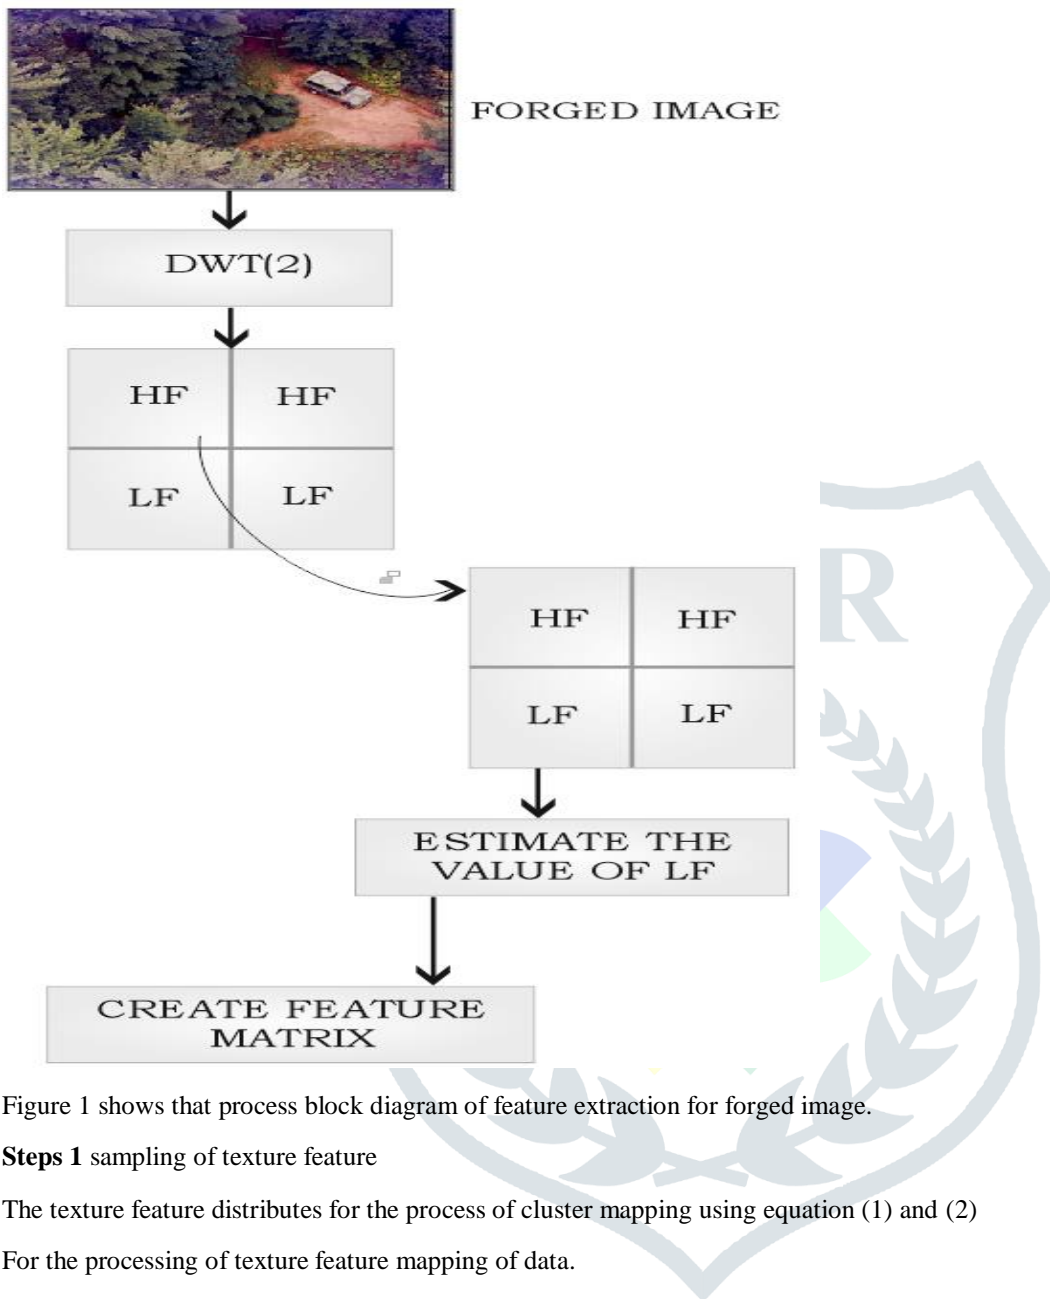 FORGED IMAGE
DWT(2)
HF HF
LF LF
HF HF
LF LF
ESTIMATE THE
VALUE OF LF
CREATE FEATURE
MATRIX
R
Figure 1 shows that process block diagram of feature extraction for forged image.
Steps 1 sampling of texture feature
The texture feature distributes for the process of cluster mapping using equation (1) and (2)
For the processing of texture feature mapping of data.